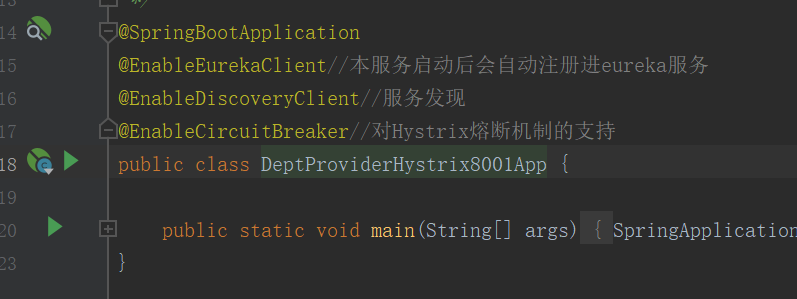 */
14 @SpringBootApplication
15 @EnableEurekaClient//本服务启动后会自动注册进eureka服务
16 @EnableDiscoveryClient//服务发现
17 @EnableCircuitBreaker//对Hystrix熔断机制的支持
18 public class DeptProviderHystrix8001App {
19
20 public static void main(String[] args) { SpringApplication
23 }